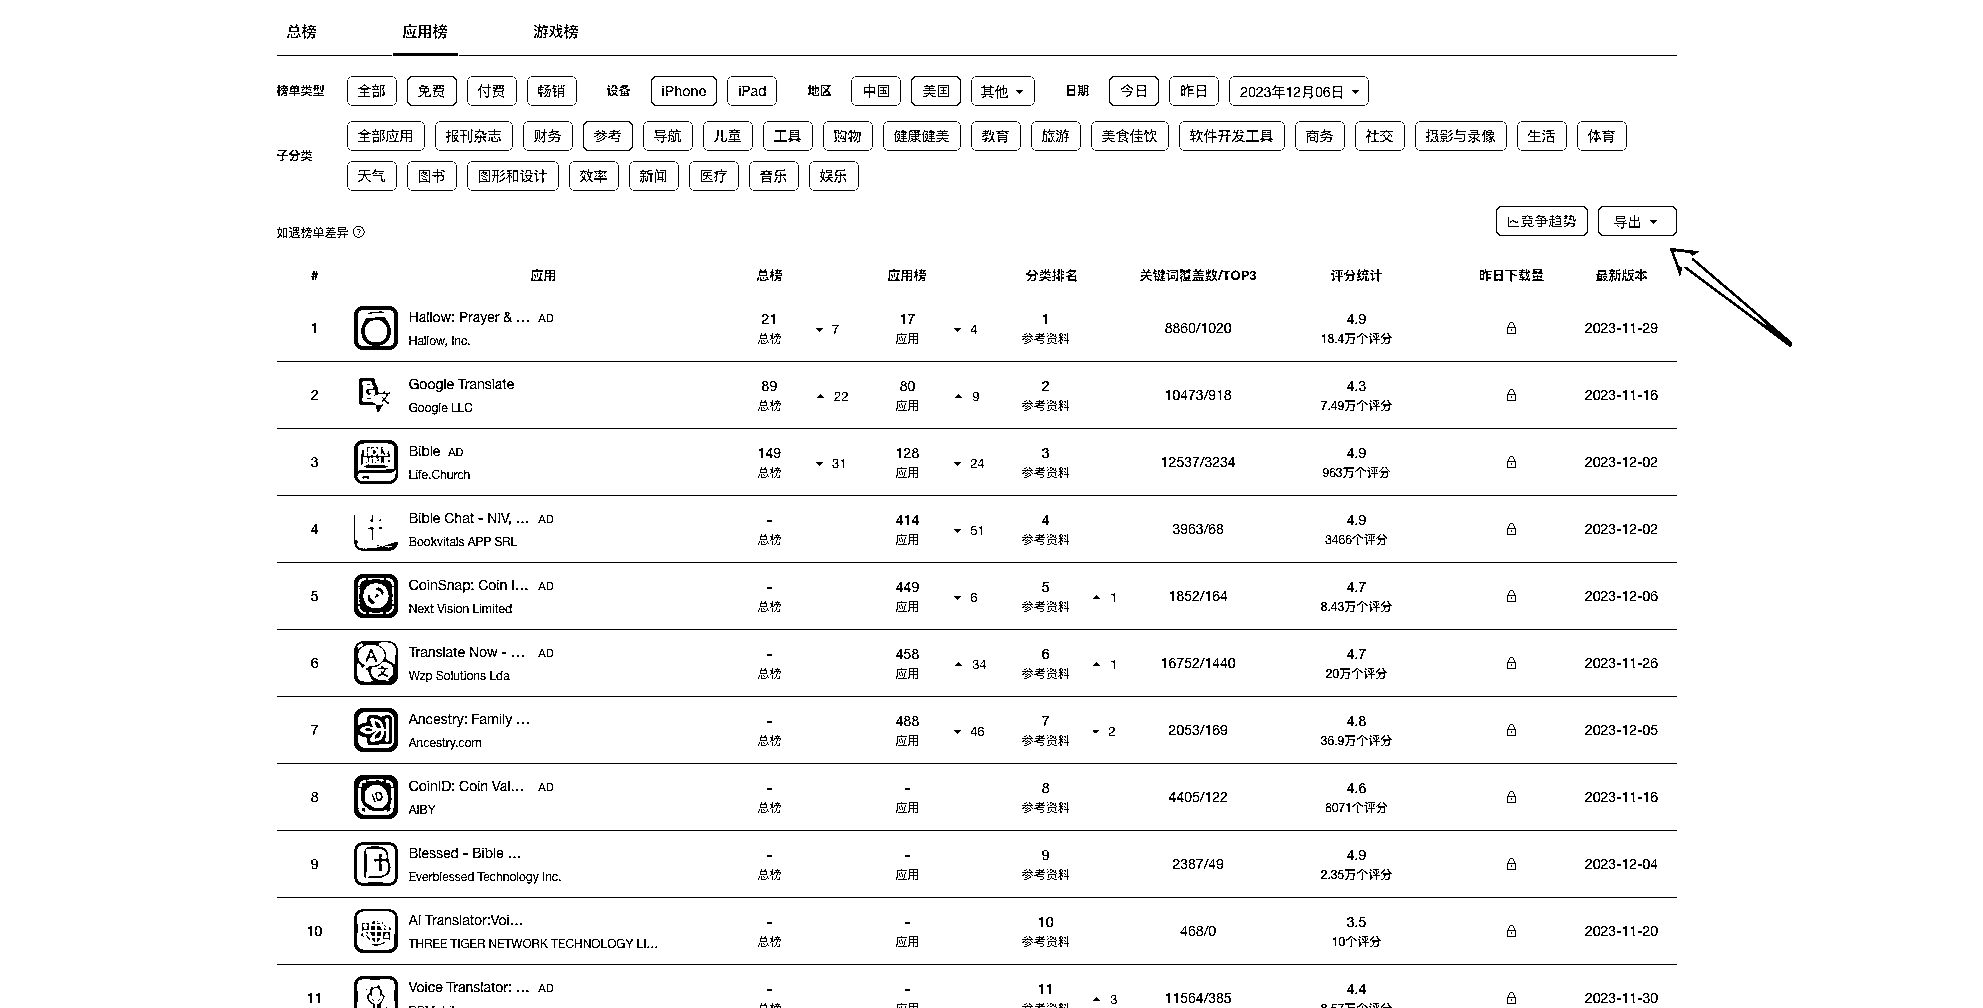 总榜 应用榜 游戏榜
榜单类型 全部 免费 付费 畅销 设备 iPhone iPad 地区 中国 美国 其他 日期 今日 昨日 2023年12月06日
子分类 全部应用 报刊杂志 财务 参考 导航 儿童 工具 购物 健康健美 教育 旅游 美食佳饮 软件开发工具 商务 社交 摄影与录像 生活 体育
天气 图书 图形和设计 效率 新闻 医疗 音乐 娱乐
如遇榜单差异 ? 竞争趋势 导出
# 应用 总榜 应用榜 分类排名 关键词覆盖数/TOP3 评分统计 昨日下载量 最新版本
1 Hallow: Prayer & ... AD 21 7 17 4 1 8860/1020 4.9 2023-11-29
Hallow, Inc. 总榜 应用 参考资料 18.4万个评分
2 Google Translate 89 22 80 9 2 10473/918 4.3 2023-11-16
Google LLC 总榜 应用 参考资料 7.49万个评分
3 Bible AD 149 31 128 24 3 12537/3234 4.9 2023-12-02
Life.Church 总榜 应用 参考资料 963万个评分
4 Bible Chat - NIV, ... AD - 414 51 4 3963/68 4.9 2023-12-02
Bookvitals APP SRL 总榜 应用 参考资料 3466个评分
5 CoinSnap: Coin I... AD - 449 6 5 1 1852/164 4.7 2023-12-06
Next Vision Limited 总榜 应用 参考资料 8.43万个评分
6 Translate Now - ... AD - 458 34 6 1 16752/1440 4.7 2023-11-26
Wzp Solutions Lda 总榜 应用 参考资料 20万个评分
7 Ancestry: Family ... - 488 46 7 2 2053/169 4.8 2023-12-05
Ancestry.com 总榜 应用 参考资料 36.9万个评分
8 CoinID: Coin Val... AD - - 8 4405/122 4.6 2023-11-16
AIBY 总榜 应用 参考资料 8071个评分
9 Blessed - Bible ... - - 9 2387/49 4.9 2023-12-04
Everblessed Technology Inc. 总榜 应用 参考资料 2.35万个评分
10 AI Translator:Voi... - - 10 468/0 3.5 2023-11-20
THREE TIGER NETWORK TECHNOLOGY LI... 总榜 应用 参考资料 10个评分
11 Voice Translator: ... AD - - 11 3 11564/385 4.4 2023-11-30